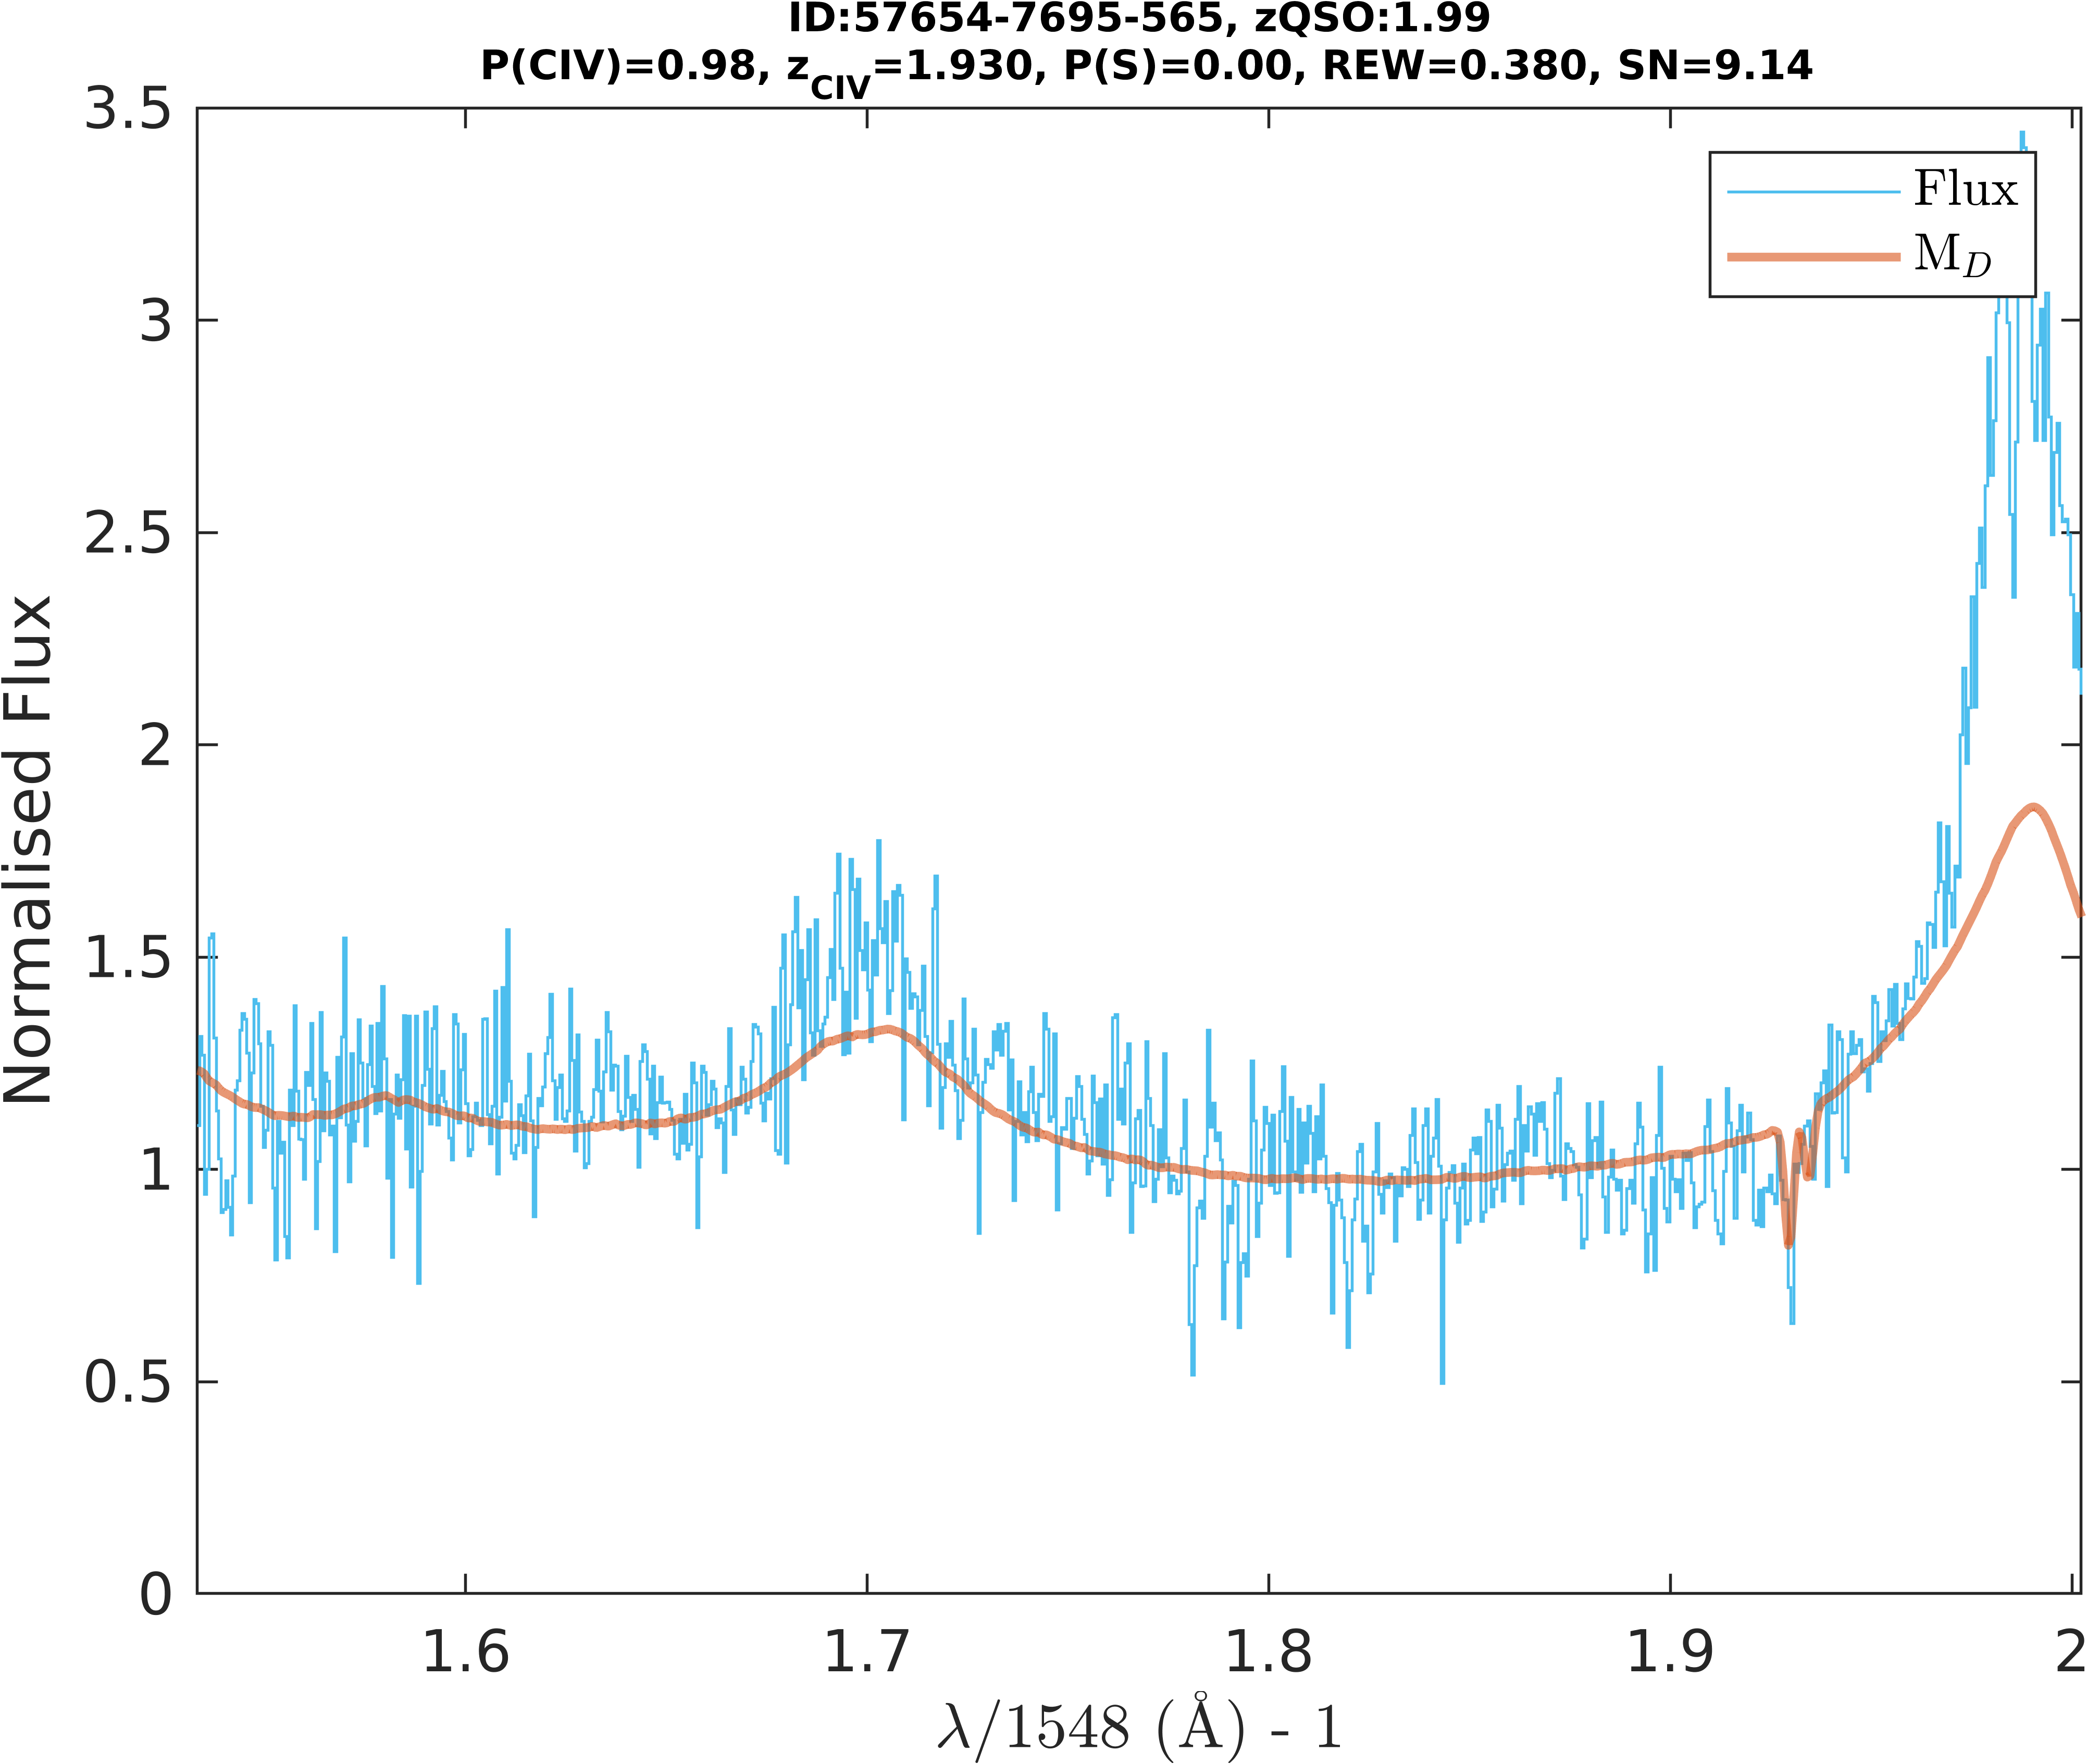 ID:57654-7695-565, zQSO:1.99
P(CIV)=0.98, z_CIV=1.930, P(S)=0.00, REW=0.380, SN=9.14
3.5
3
2.5
2
1.5
1
0.5
0
Normalised Flux
Flux
M_D
1.6
1.7
1.8
1.9
2
λ/1548 (Å) - 1